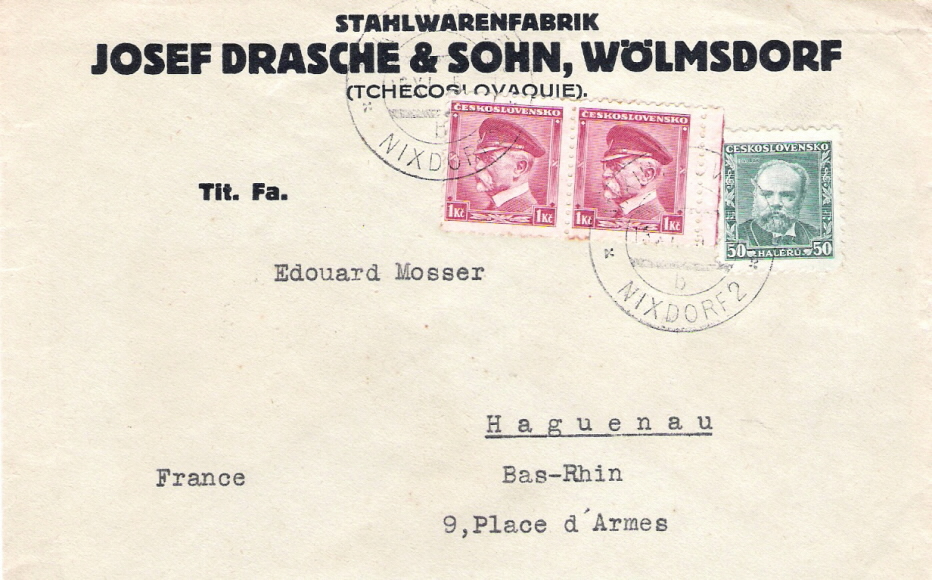 STAHLWARENFABRIK
JOSEF DRASCHE & SOHN, WÖLMSDORF
(TCHECOSLOVAQUIE).
NIXDORF
b
ČESKOSLOVENSKO
1Kč 1Kč
ČESKOSLOVENSKO
1Kč 1Kč
ČESKOSLOVENSKO
50 HALÉŘŮ 50
b
NIXDORF 2
Tit. Fa.
Edouard Mosser
Haguenau
France
Bas-Rhin
9,Place d´Armes